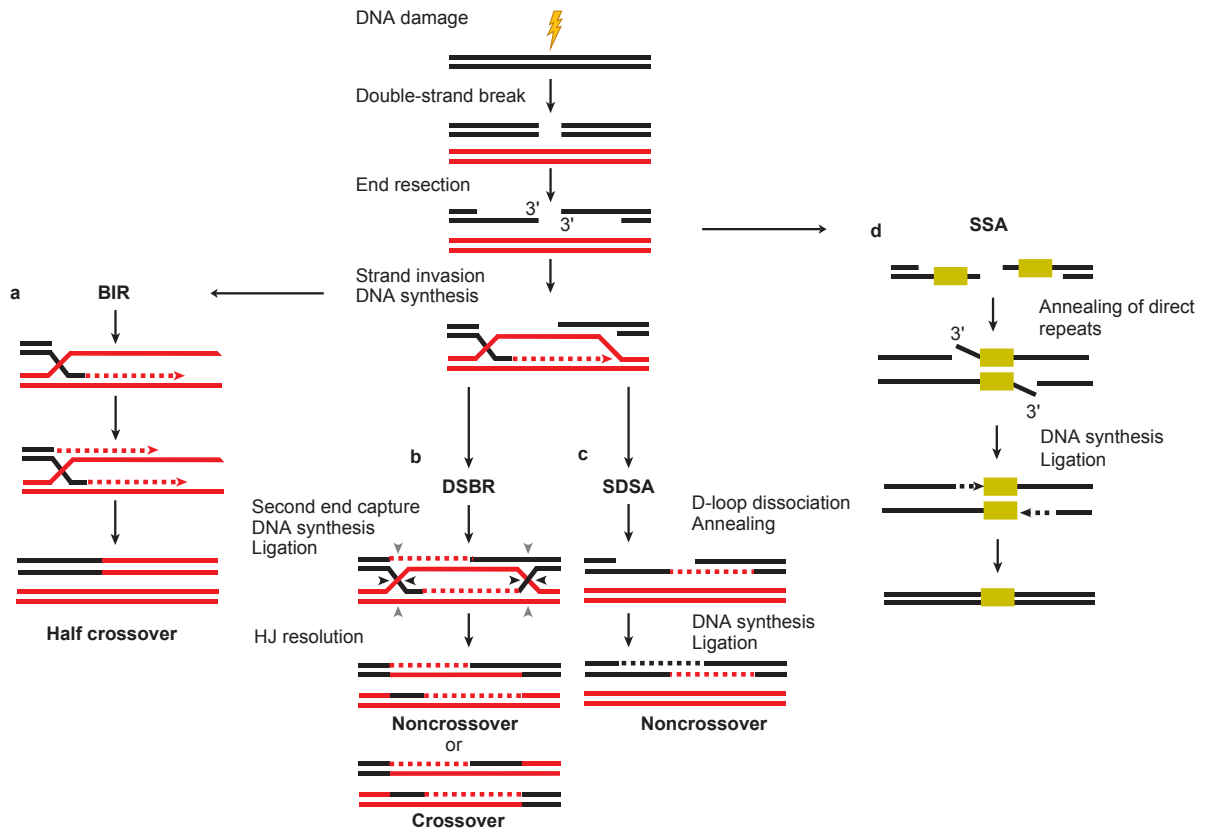 DNA damage
Double-strand break
End resection
3'
3'
Strand invasion
DNA synthesis
a
BIR
Half crossover
b
DSBR
Second end capture
DNA synthesis
Ligation
HJ resolution
Noncrossover
or
Crossover
c
SDSA
D-loop dissociation
Annealing
DNA synthesis
Ligation
Noncrossover
d
SSA
Annealing of direct
repeats
3'
3'
DNA synthesis
Ligation